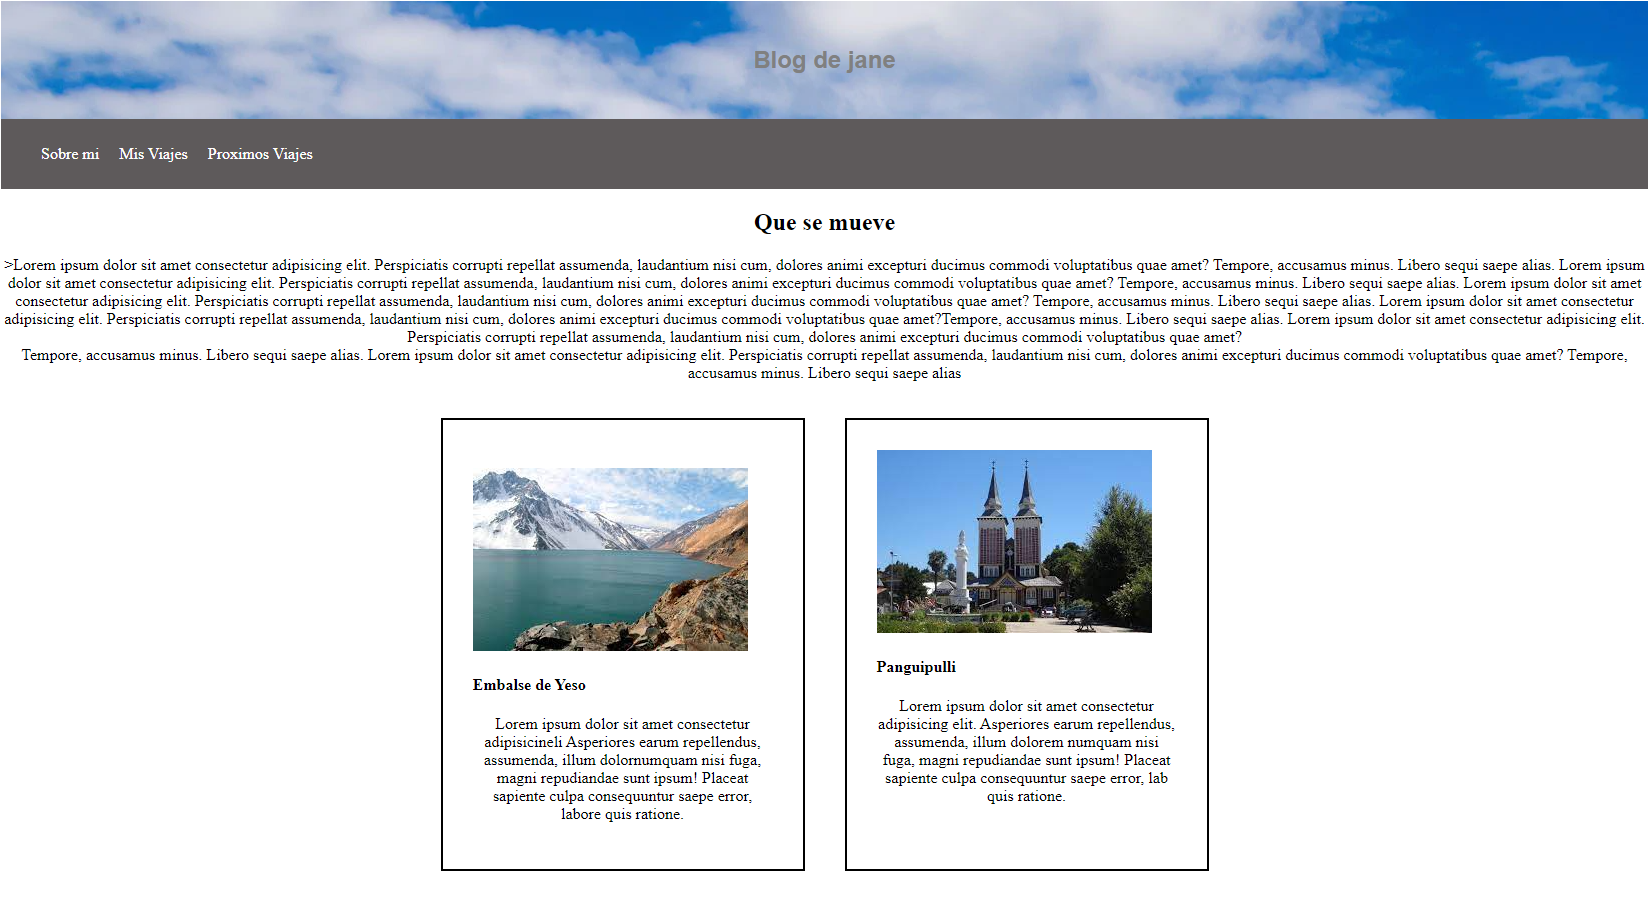 Blog de jane
Sobre mi Mis Viajes Proximos Viajes
Que se mueve
>Lorem ipsum dolor sit amet consectetur adipisicing elit. Perspiciatis corrupti repellat assumenda, laudantium nisi cum, dolores animi excepturi ducimus commodi voluptatibus quae amet? Tempore, accusamus minus. Libero sequi saepe alias. Lorem ipsum
dolor sit amet consectetur adipisicing elit. Perspiciatis corrupti repellat assumenda, laudantium nisi cum, dolores animi excepturi ducimus commodi voluptatibus quae amet? Tempore, accusamus minus. Libero sequi saepe alias. Lorem ipsum dolor sit amet
consectetur adipisicing elit. Perspiciatis corrupti repellat assumenda, laudantium nisi cum, dolores animi excepturi ducimus commodi voluptatibus quae amet? Tempore, accusamus minus. Libero sequi saepe alias. Lorem ipsum dolor sit amet consectetur
adipisicing elit. Perspiciatis corrupti repellat assumenda, laudantium nisi cum, dolores animi excepturi ducimus commodi voluptatibus quae amet?Tempore, accusamus minus. Libero sequi saepe alias. Lorem ipsum dolor sit amet consectetur adipisicing elit.
Perspiciatis corrupti repellat assumenda, laudantium nisi cum, dolores animi excepturi ducimus commodi voluptatibus quae amet?
Tempore, accusamus minus. Libero sequi saepe alias. Lorem ipsum dolor sit amet consectetur adipisicing elit. Perspiciatis corrupti repellat assumenda, laudantium nisi cum, dolores animi excepturi ducimus commodi voluptatibus quae amet? Tempore,
accusamus minus. Libero sequi saepe alias
Embalse de Yeso
Lorem ipsum dolor sit amet consectetur
adipisicineli Asperiores earum repellendus,
assumenda, illum dolornumquam nisi fuga,
magni repudiandae sunt ipsum! Placeat
sapiente culpa consequuntur saepe error,
labore quis ratione.
Panguipulli
Lorem ipsum dolor sit amet consectetur
adipisicing elit. Asperiores earum repellendus,
assumenda, illum dolorem numquam nisi
fuga, magni repudiandae sunt ipsum! Placeat
sapiente culpa consequuntur saepe error, lab
quis ratione.